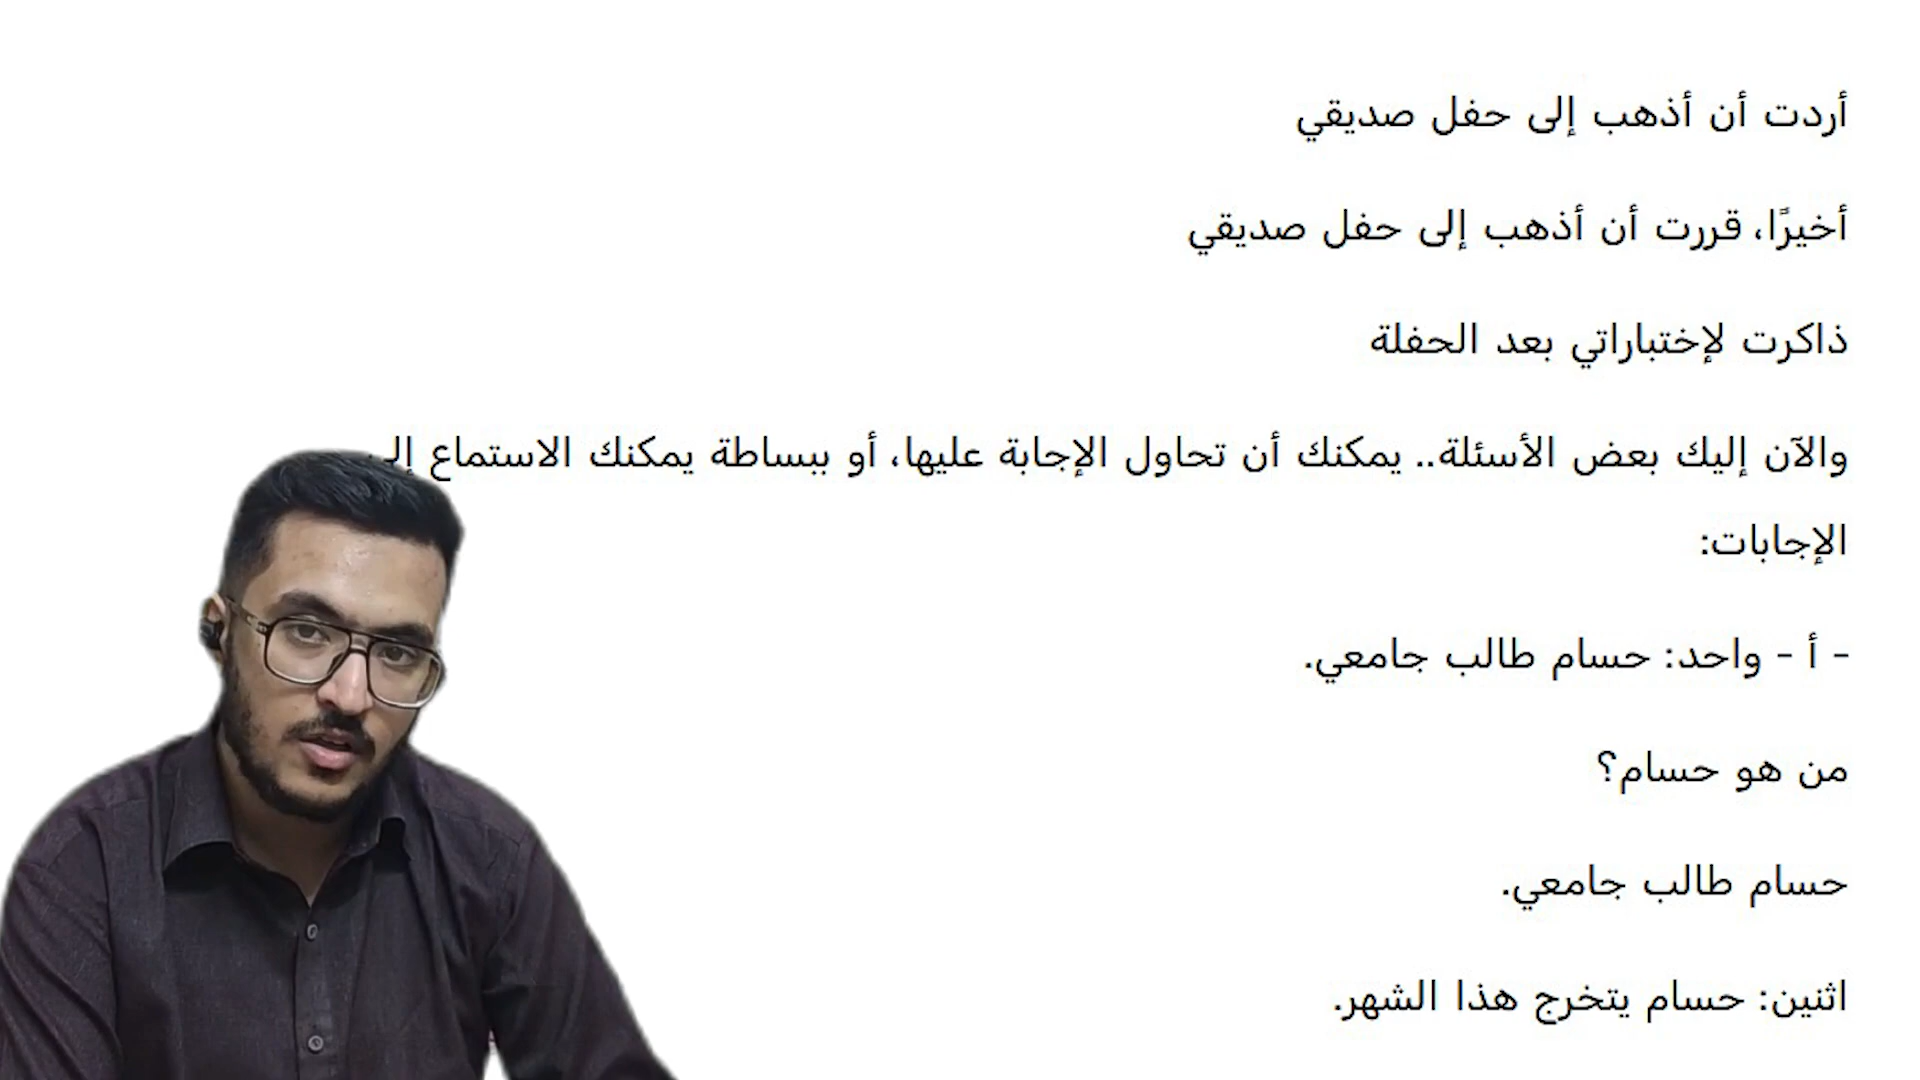 أردت أن أذهب إلى حفل صديقي
أخيرًا، قررت أن أذهب إلى حفل صديقي
ذاكرت لإختباراتي بعد الحفلة
والآن إليك بعض الأسئلة.. يمكنك أن تحاول الإجابة عليها، أو ببساطة يمكنك الاستماع
الإجابات:
- أ - واحد: حسام طالب جامعي.
من هو حسام؟
حسام طالب جامعي.
اثنين: حسام يتخرج هذا الشهر.